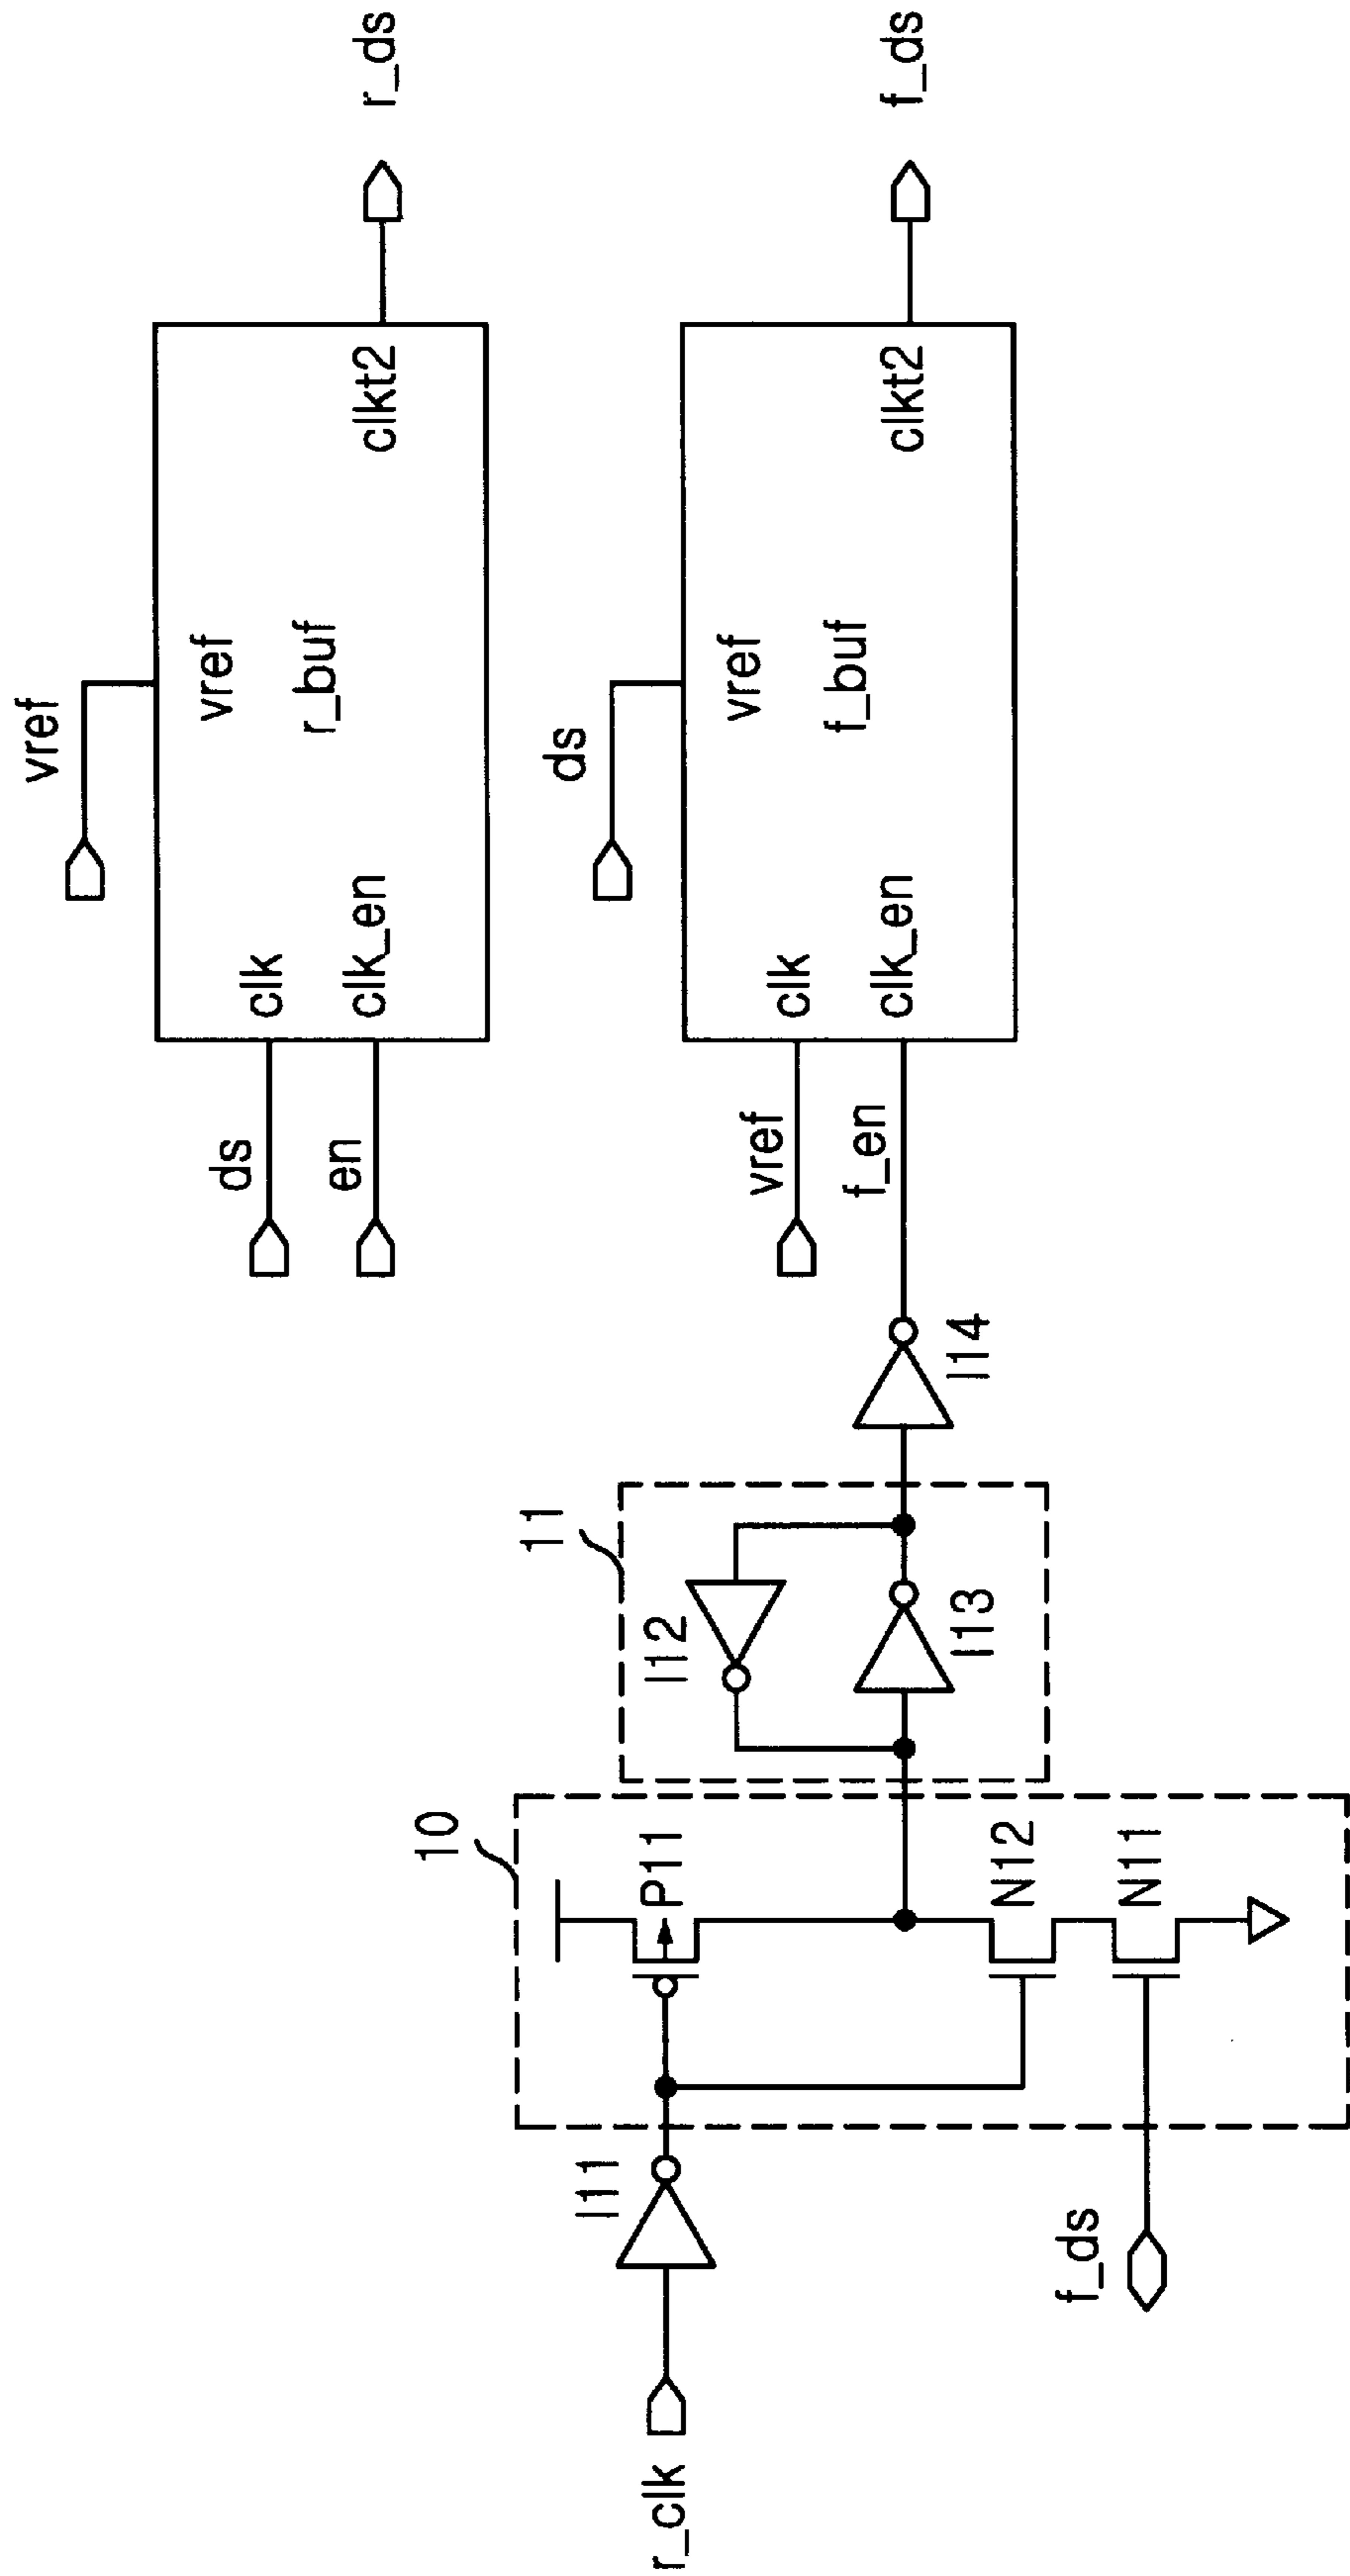 vref
ds
en
vref
clk
r_buf
clk_en
clkt2
r_ds
ds
vref
f_en
vref
clk
f_buf
clk_en
clkt2
f_ds
r_clk
I11
10
P11
N12
N11
f_ds
11
I12
I13
I14